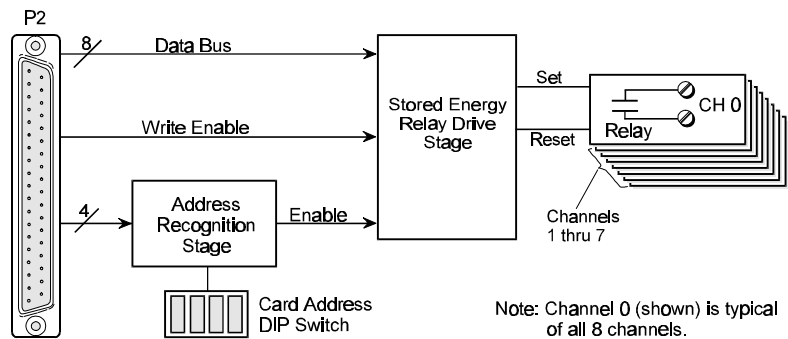 P2
8
Data Bus
Write Enable
4
Address
Recognition
Stage
Enable
Card Address
DIP Switch
Stored Energy
Relay Drive
Stage
Set
Reset
CH 0
Relay
Channels
1 thru 7
Note: Channel 0 (shown) is typical
of all 8 channels.